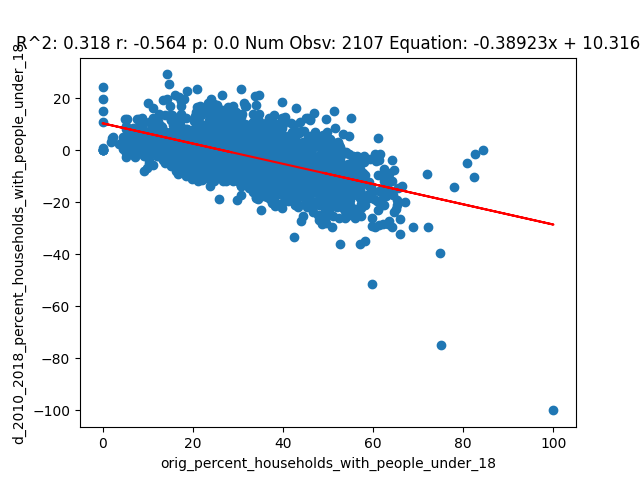 R^2: 0.318 r: -0.564 p: 0.0 Num Obsv: 2107 Equation: -0.38923x + 10.316
d_2010_2018_percent_households_with_people_under_18
20
0
−20
−40
−60
−80
−100
0 20 40 60 80 100
orig_percent_households_with_people_under_18